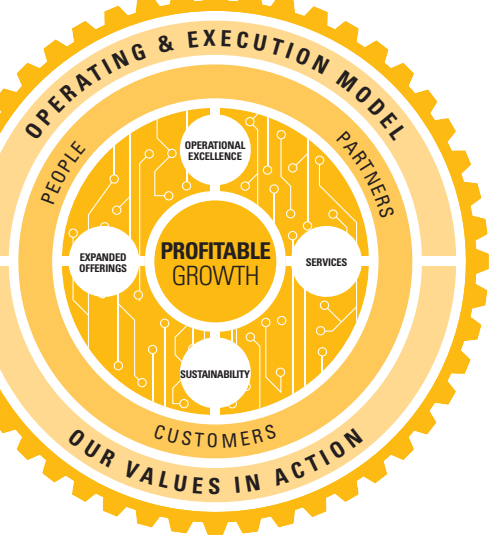 OPERATING & EXECUTION MODEL
PEOPLE
PARTNERS
OPERATIONAL
EXCELLENCE
EXPANDED
OFFERINGS
PROFITABLE
GROWTH
SERVICES
SUSTAINABILITY
CUSTOMERS
OUR VALUES IN ACTION